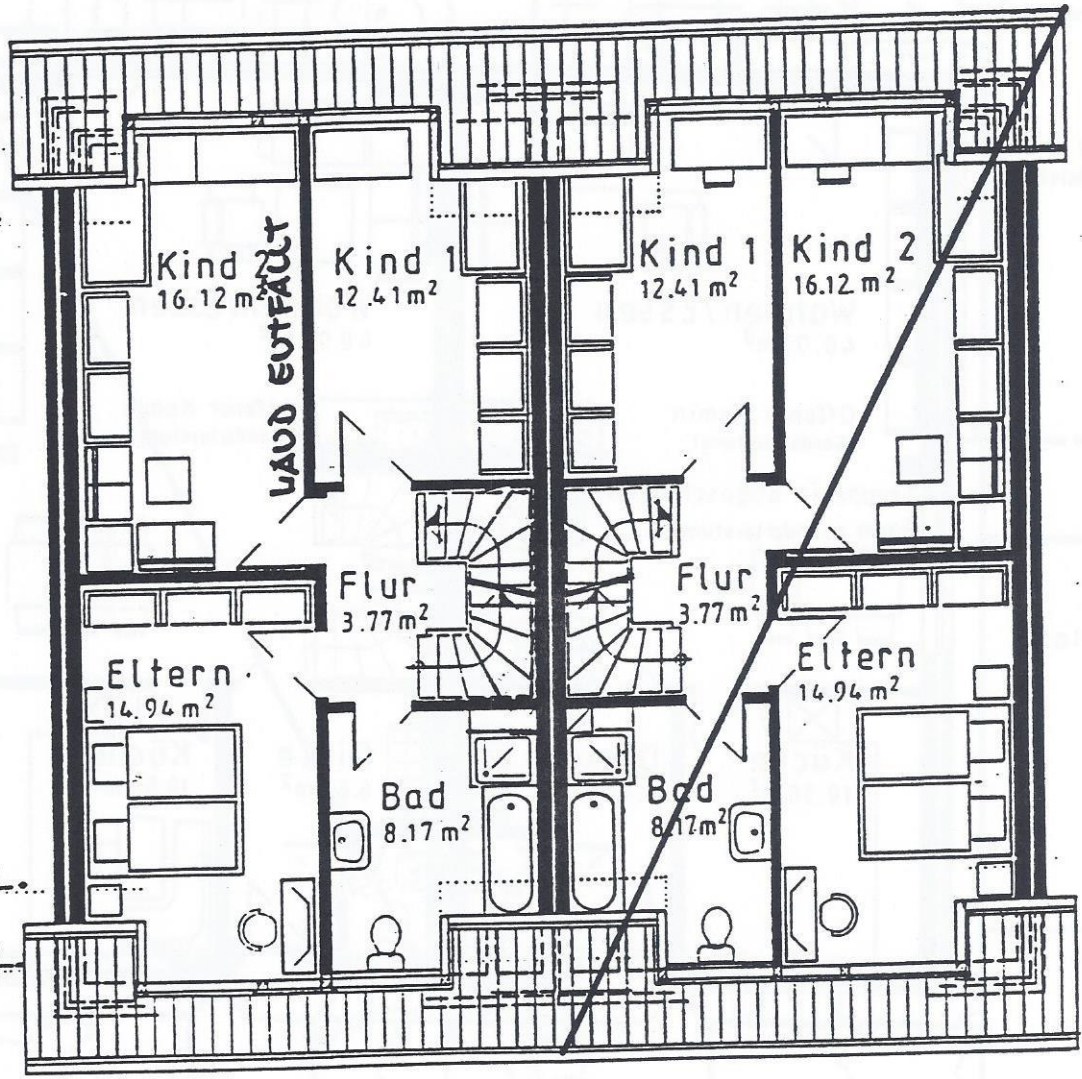 Kind 2
16.12 m²
LAUD EUTFÄLLT
Kind 1
12.41 m²
Kind 1
12.41 m²
Kind 2
16.12 m²
Flur
3.77 m²
Flur
3.77 m²
Eltern
14.94 m²
Eltern
14.94 m²
Bad
8.17 m²
Bad
8.17 m²